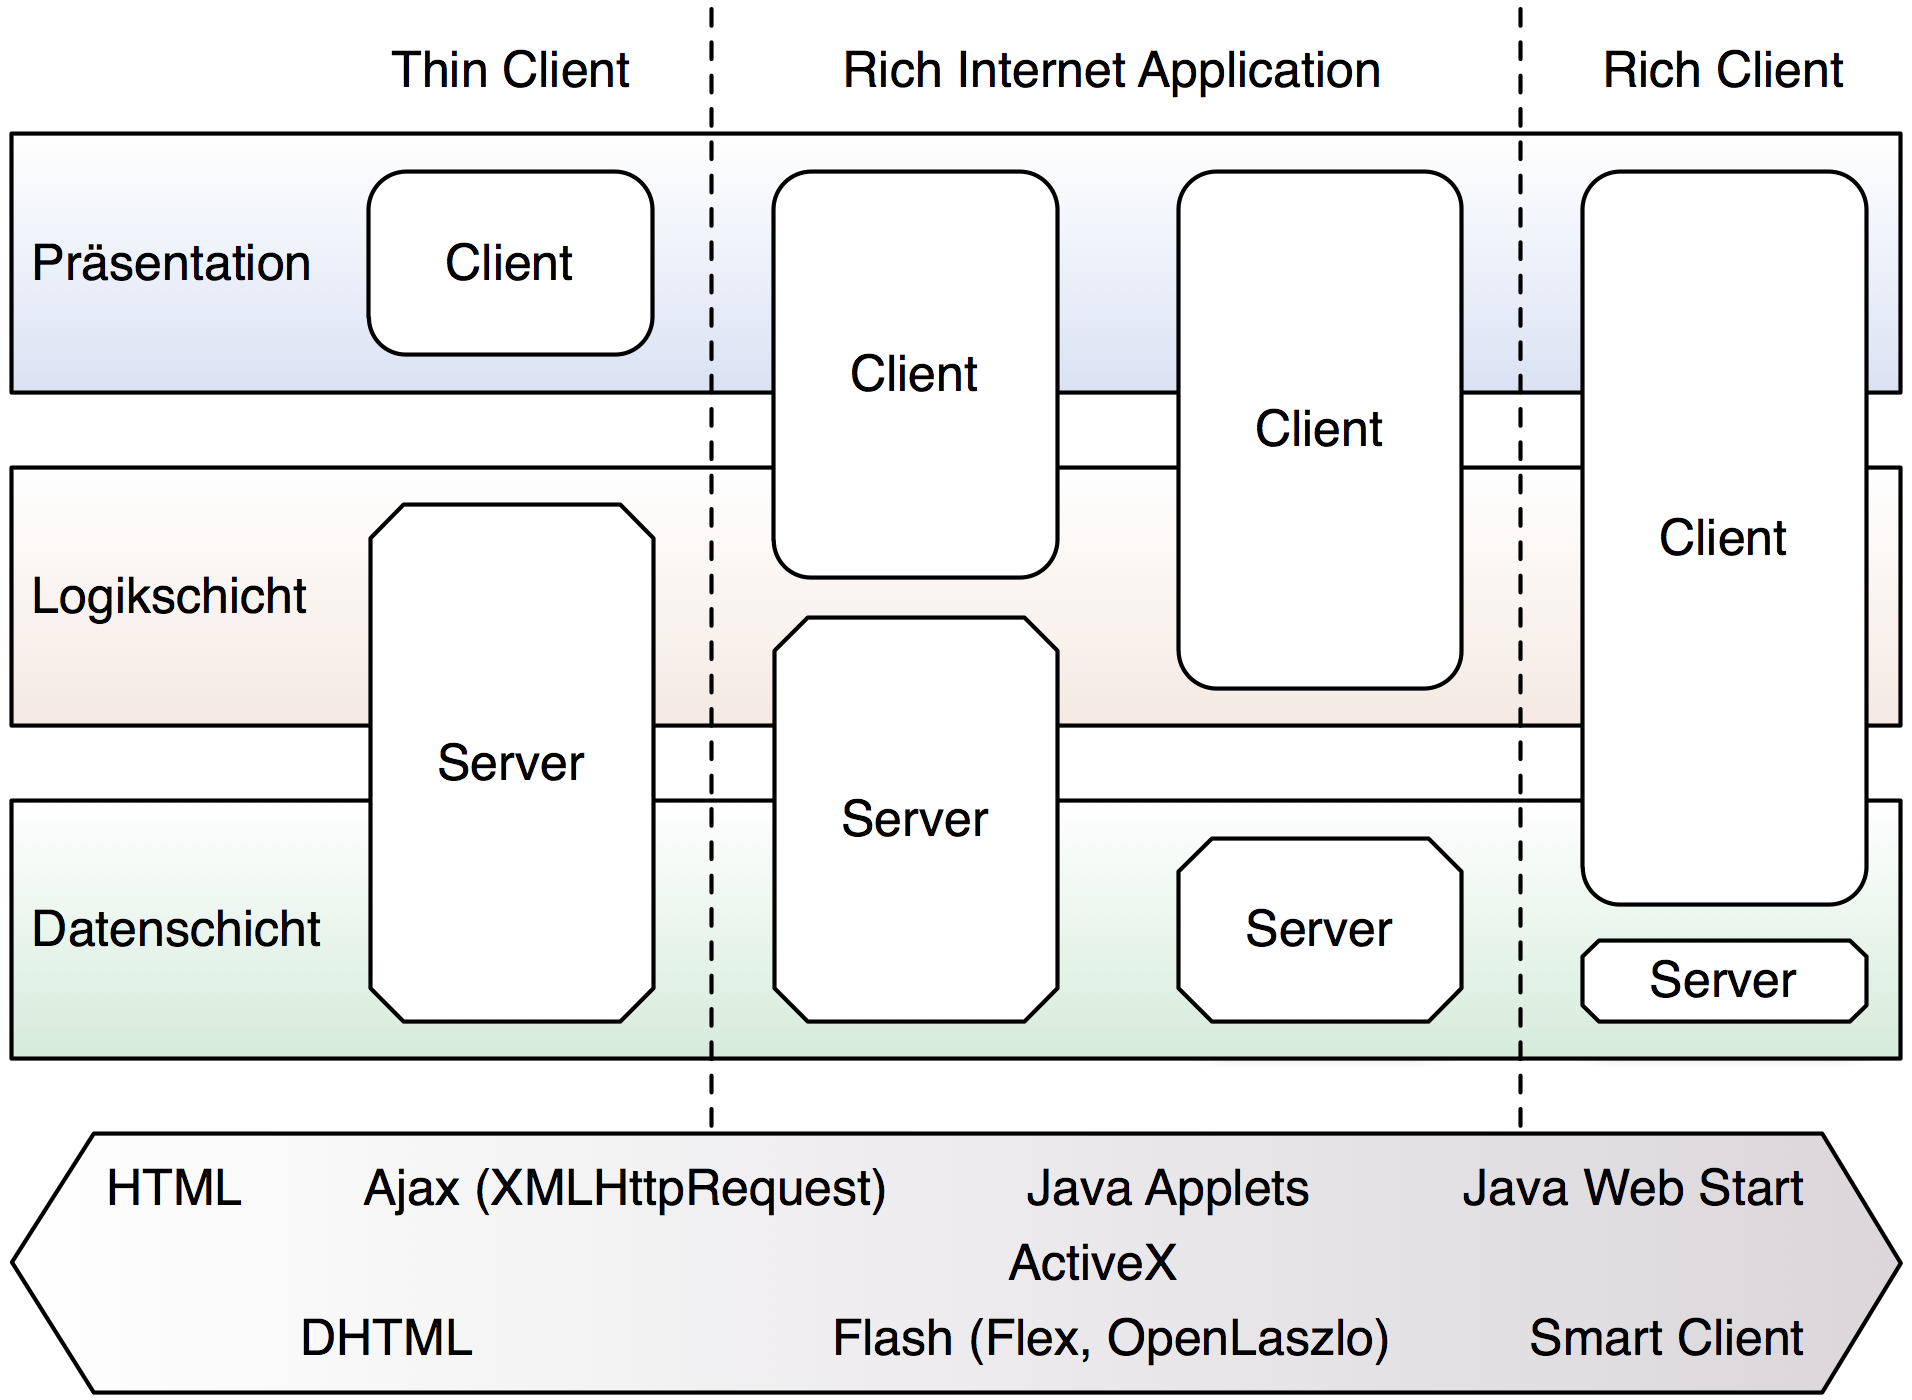 Thin Client
Rich Internet Application
Rich Client
Präsentation
Client
Client
Client
Client
Logikschicht
Server
Server
Datenschicht
Server
Server
HTML
Ajax (XMLHttpRequest)
Java Applets
Java Web Start
ActiveX
DHTML
Flash (Flex, OpenLaszlo)
Smart Client